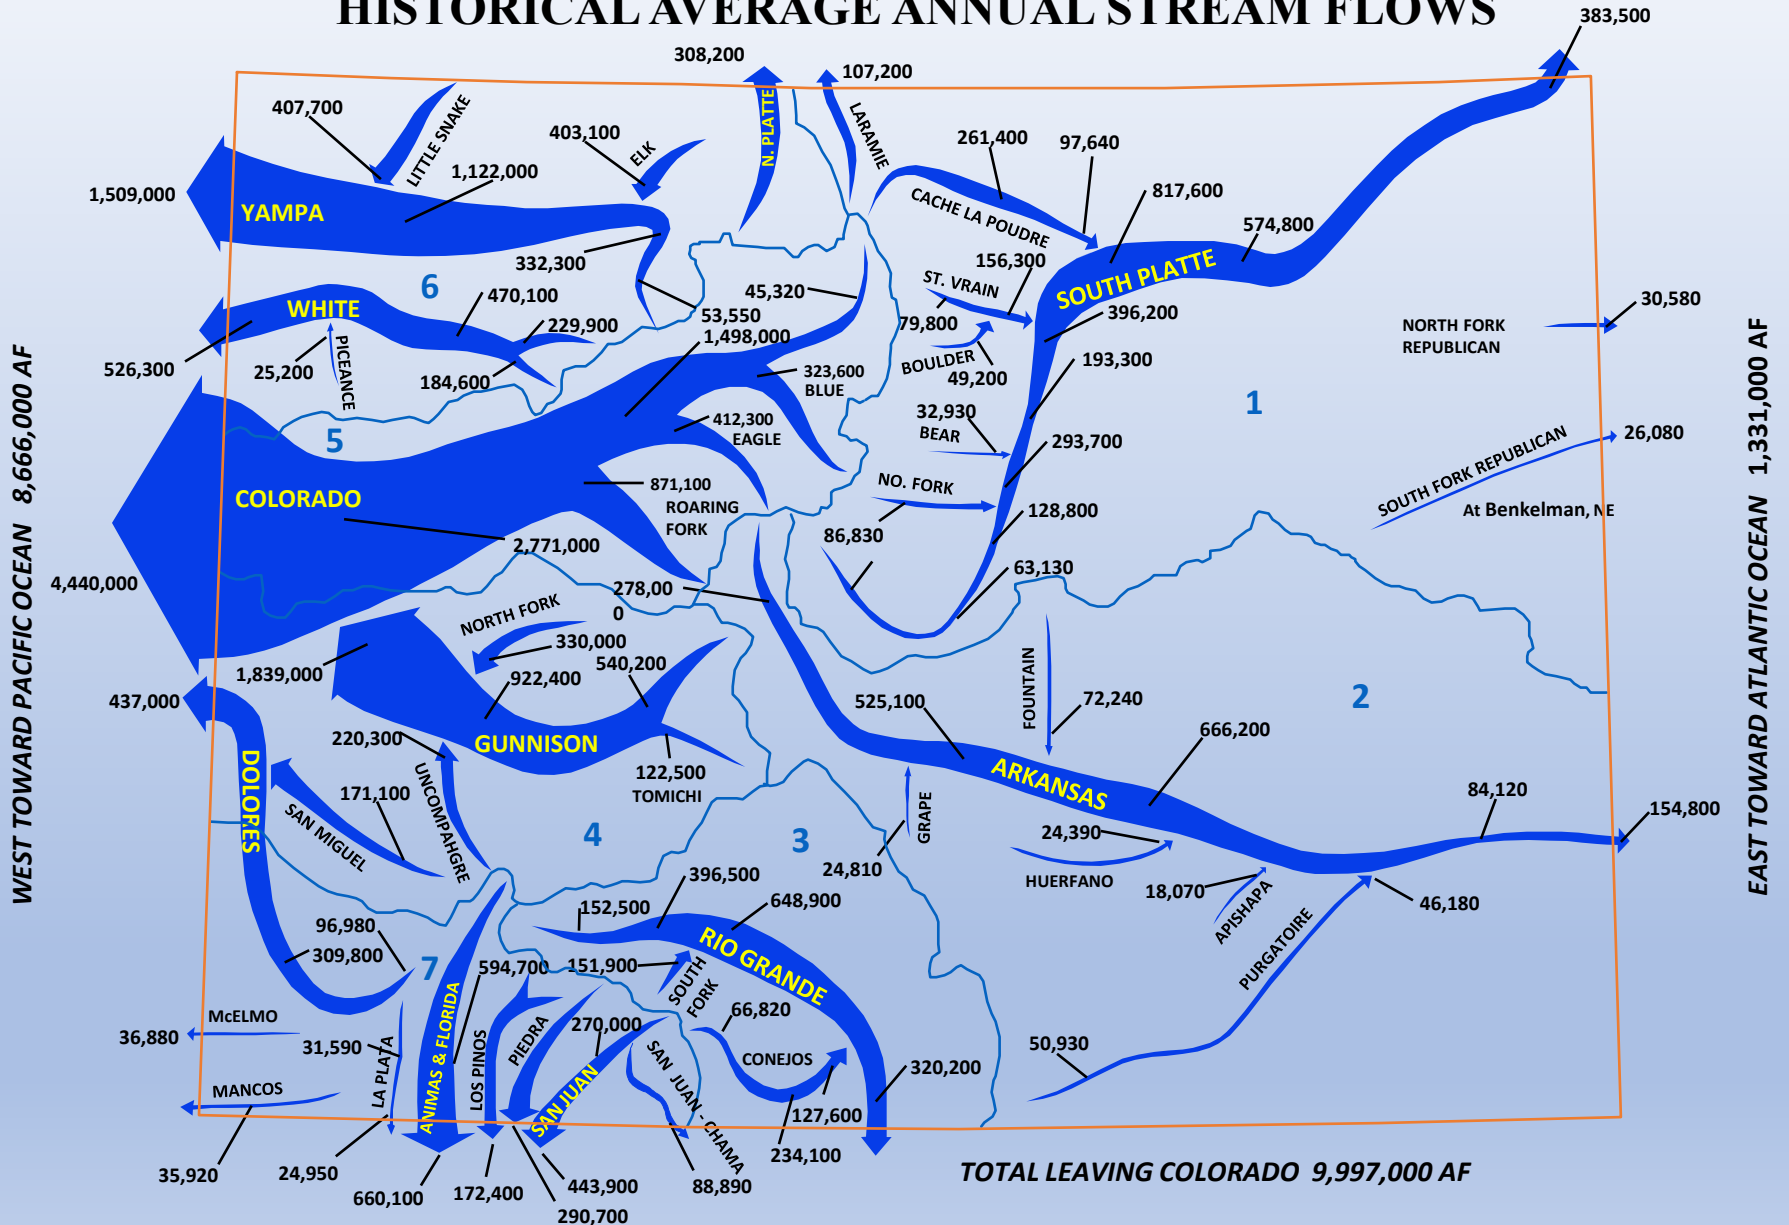 HISTORICAL AVERAGE ANNUAL STREAM FLOWS
383,500
308,200
107,200
407,700
LITTLE SNAKE
403,100
ELK
N. PLATTE
LARAMIE
261,400
97,640
1,122,000
1,509,000
YAMPA
CACHE LA POUDRE
817,600
574,800
332,300
156,300
SOUTH PLATTE
ST. VRAIN
6
45,320
470,100
WHITE
53,550
79,800
396,200
30,580
229,900
1,498,000
NORTH FORK
REPUBLICAN
526,300
25,200
PICEANCE
184,600
323,600
BLUE
BOULDER
49,200
193,300
1
412,300
EAGLE
32,930
BEAR
293,700
26,080
5
COLORADO
871,100
ROARING
FORK
NO. FORK
SOUTH FORK REPUBLICAN
At Benkelman, NE
128,800
86,830
2,771,000
4,440,000
63,130
278,00
0
NORTH FORK
330,000
540,200
1,839,000
922,400
437,000
FOUNTAIN
72,240
525,100
2
666,200
220,300
GUNNISON
DOLORES
UNCOMPAHGRE
122,500
TOMICHI
171,100
SAN MIGUEL
ARKANSAS
84,120
154,800
GRAPE
24,390
4
3
24,810
HUERFANO
18,070
APISHAPA
46,180
PURGATOIRE
396,500
152,500
648,900
RIO GRANDE
96,980
309,800
7
594,700
151,900
SOUTH
FORK
McELMO
36,880
31,590
LA PLATA
ANIMAS & FLORIDA
LOS PINOS
PIEDRA
270,000
SAN JUAN
SAN JUAN - CHAMA
66,820
CONEJOS
50,930
320,200
MANCOS
127,600
234,100
35,920
24,950
660,100
172,400
443,900
290,700
88,890
TOTAL LEAVING COLORADO 9,997,000 AF
WEST TOWARD PACIFIC OCEAN 8,666,000 AF
EAST TOWARD ATLANTIC OCEAN 1,331,000 AF